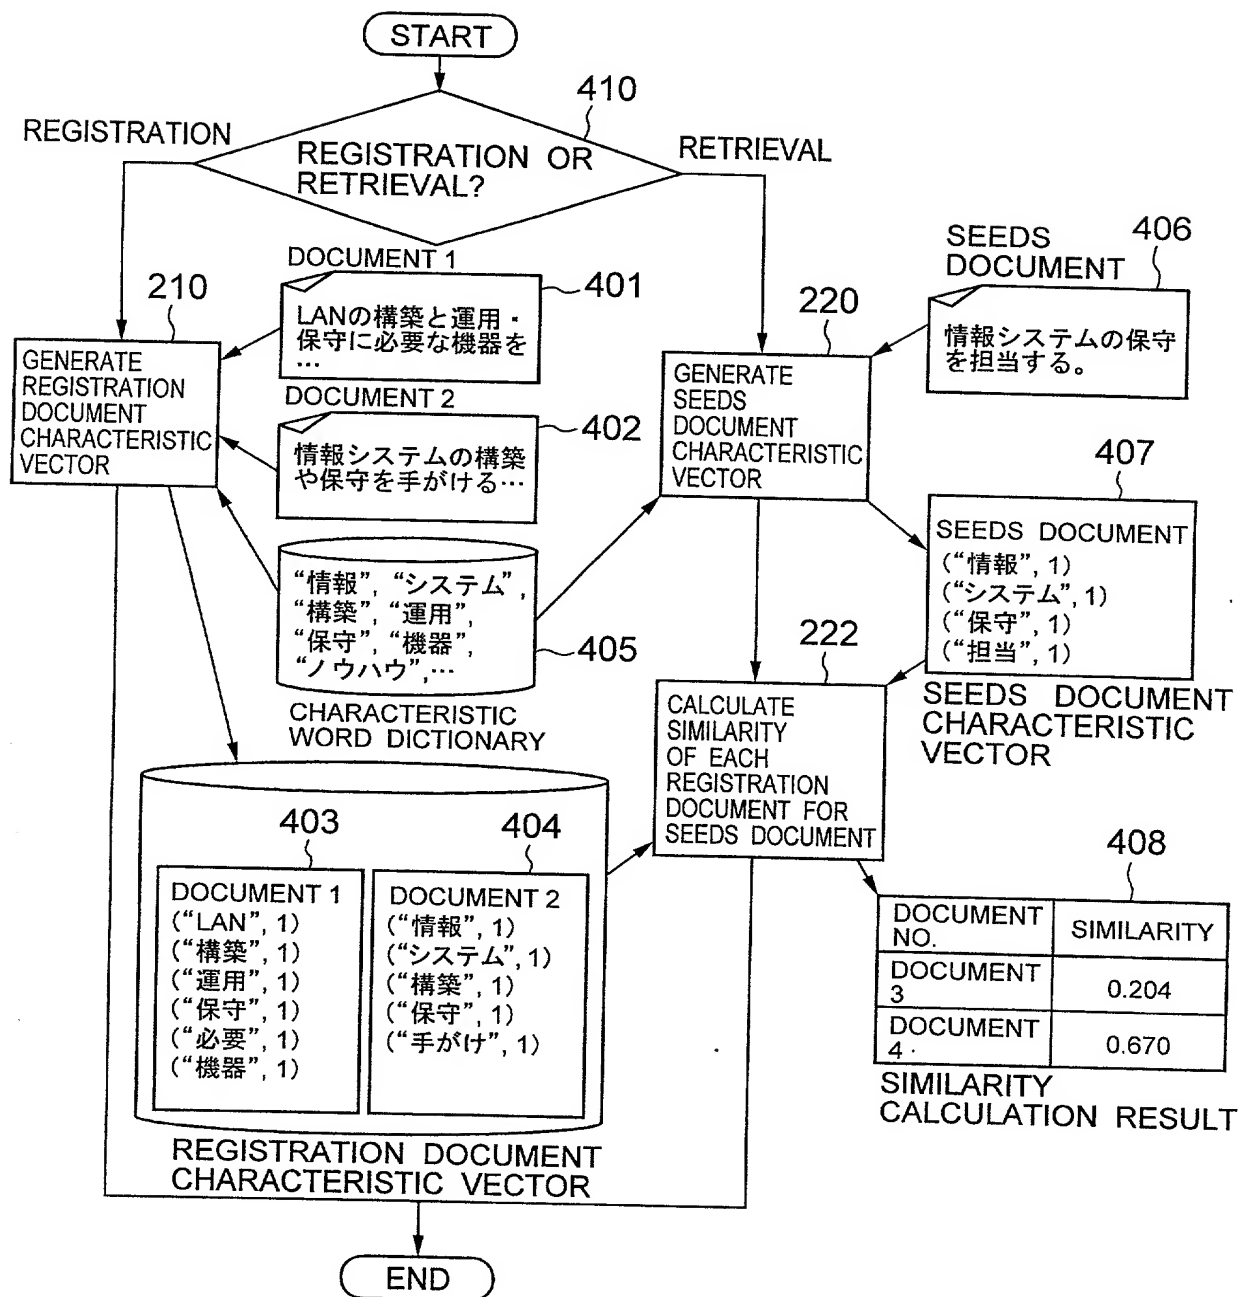 START
410
REGISTRATION
REGISTRATION OR
RETRIEVAL?
RETRIEVAL
DOCUMENT 1
401
LANの構築と運用・
保守に必要な機器を
…
210
GENERATE
REGISTRATION
DOCUMENT
CHARACTERISTIC
VECTOR
DOCUMENT 2
402
情報システムの構築
や保守を手がける…
“情報”, “システム”,
“構築”, “運用”,
“保守”, “機器”,
“ノウハウ”,…
405
CHARACTERISTIC
WORD DICTIONARY
220
GENERATE
SEEDS
DOCUMENT
CHARACTERISTIC
VECTOR
SEEDS
DOCUMENT
406
情報システムの保守
を担当する。
407
SEEDS DOCUMENT
(“情報”, 1)
(“システム”, 1)
(“保守”, 1)
(“担当”, 1)
SEEDS DOCUMENT
CHARACTERISTIC
VECTOR
222
CALCULATE
SIMILARITY
OF EACH
REGISTRATION
DOCUMENT FOR
SEEDS DOCUMENT
403
DOCUMENT 1
(“LAN”, 1)
(“構築”, 1)
(“運用”, 1)
(“保守”, 1)
(“必要”, 1)
(“機器”, 1)
404
DOCUMENT 2
(“情報”, 1)
(“システム”, 1)
(“構築”, 1)
(“保守”, 1)
(“手がけ”, 1)
REGISTRATION DOCUMENT
CHARACTERISTIC VECTOR
408
DOCUMENT
NO.
SIMILARITY
DOCUMENT
3
0.204
DOCUMENT
4
0.670
SIMILARITY
CALCULATION RESULT
END